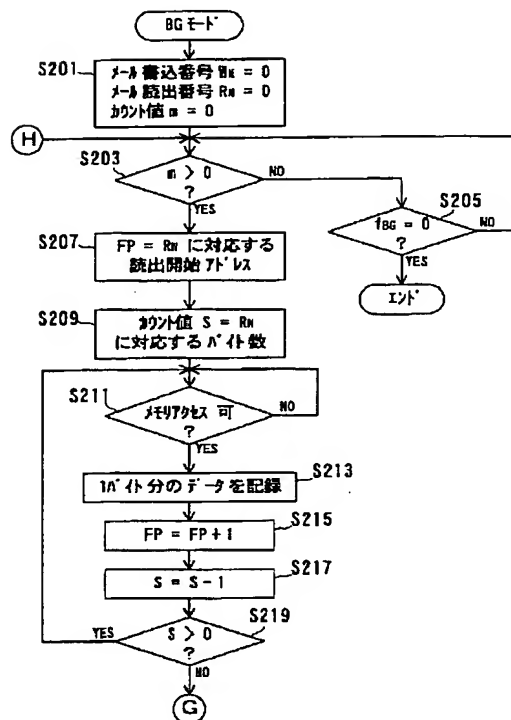 BGモード
S201
メール書込番号 WN = 0
メール読出番号 RN = 0
カウント値 m = 0
H
S203
m > 0
?
NO
YES
S205
fBG = 0
?
NO
YES
エンド
S207
FP = RN に対応する
読出開始アドレス
S209
カウント値 S = RN
に対応するバイト数
S211
メモリアクセス 可
?
NO
YES
S213
1バイト分のデータを記録
S215
FP = FP+1
S217
S = S-1
S219
S > 0
?
YES
NO
G